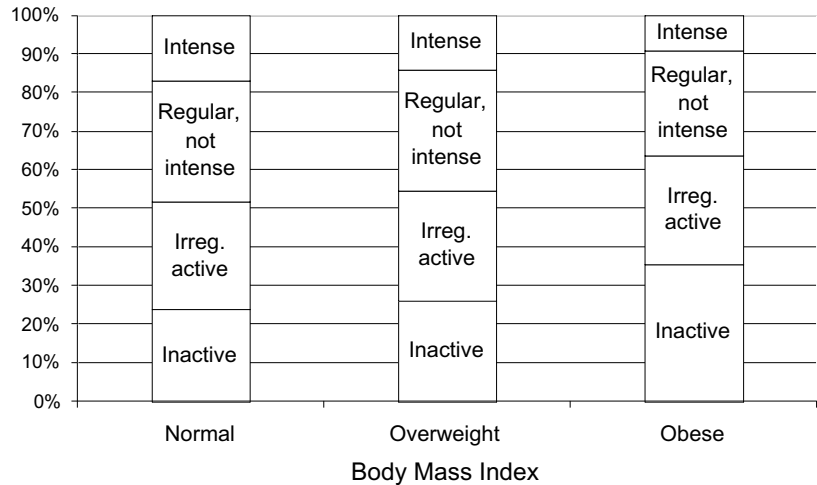 100%
90%
80%
70%
60%
50%
40%
30%
20%
10%
0%
Intense
Regular,
not
intense
Irreg.
active
Inactive
Intense
Regular,
not
intense
Irreg.
active
Inactive
Intense
Regular,
not
intense
Irreg.
active
Inactive
Normal
Overweight
Obese
Body Mass Index